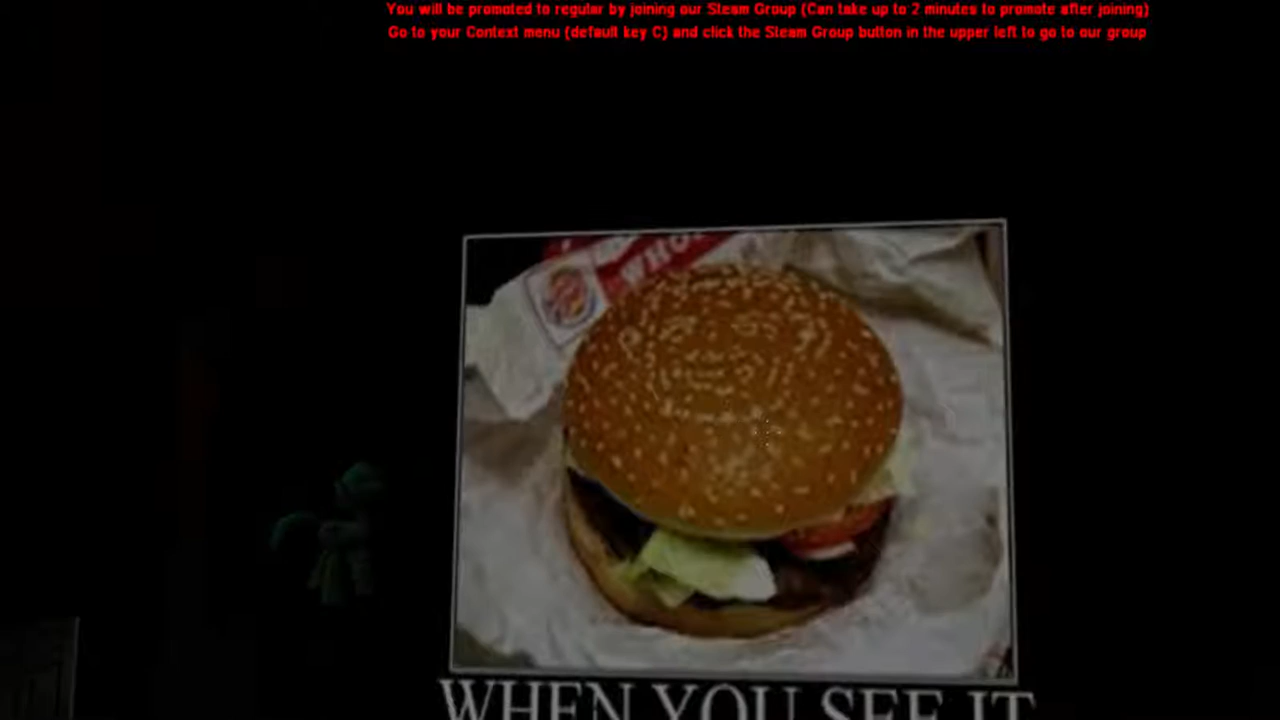 You will be promoted to regular by joining our Steam Group (Can take up to 2 minutes to promote after joining)
Go to your Context menu (default key C) and click the Steam Group button in the upper left to go to our group
WHEN YOU SEE IT